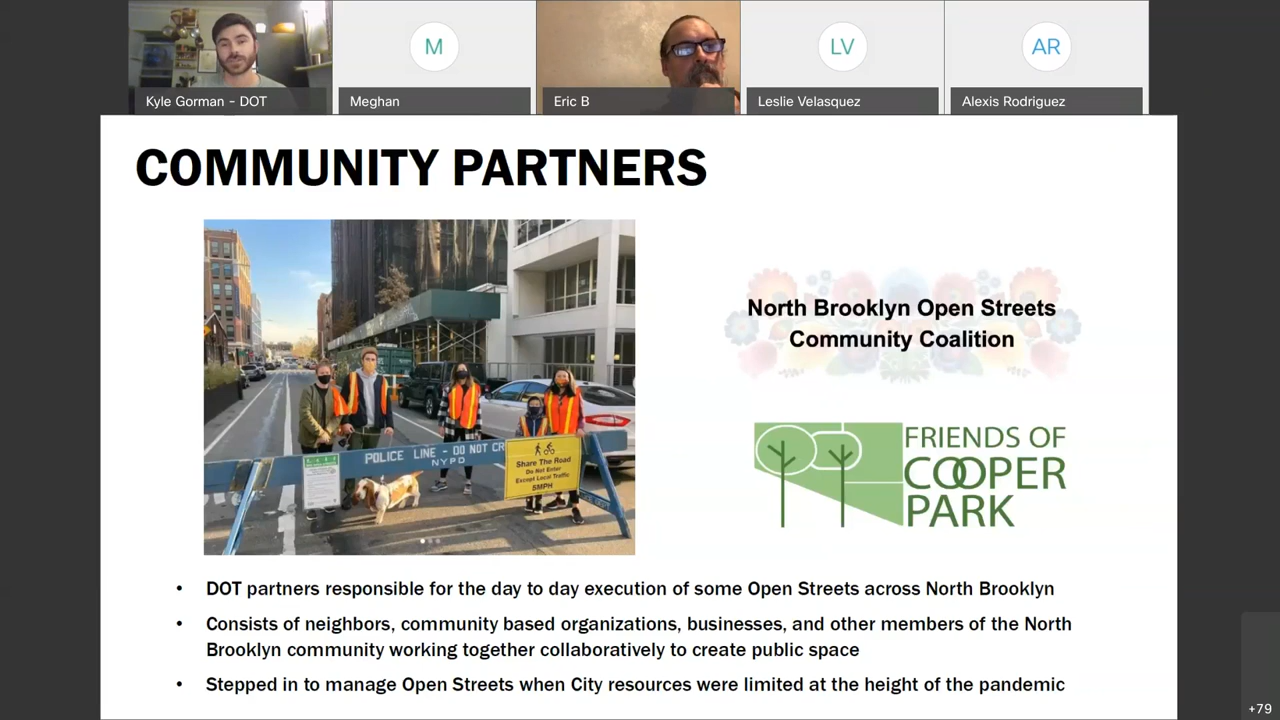 M
LV
AR
Kyle Gorman - DOT
Meghan
Eric B
Leslie Velasquez
Alexis Rodriguez
COMMUNITY PARTNERS
POLICE LINE - DO NOT CR
NYPD
Share The Road
Do Not Enter
Except Local Traffic
5MPH
North Brooklyn Open Streets
Community Coalition
FRIENDS OF
COOPER
PARK
• DOT partners responsible for the day to day execution of some Open Streets across North Brooklyn
• Consists of neighbors, community based organizations, businesses, and other members of the North
Brooklyn community working together collaboratively to create public space
• Stepped in to manage Open Streets when City resources were limited at the height of the pandemic
+79